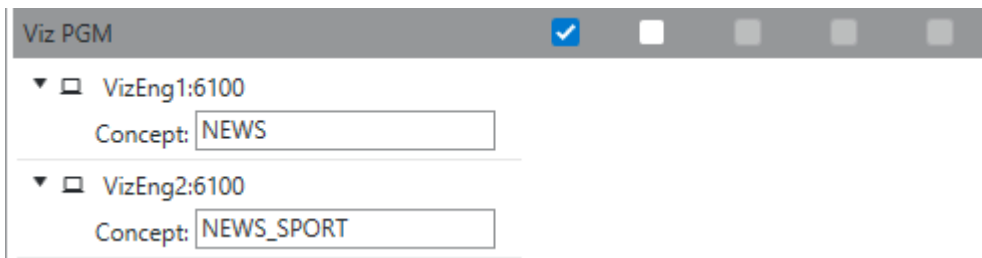 Viz PGM
VizEng1:6100
Concept: NEWS
VizEng2:6100
Concept: NEWS_SPORT